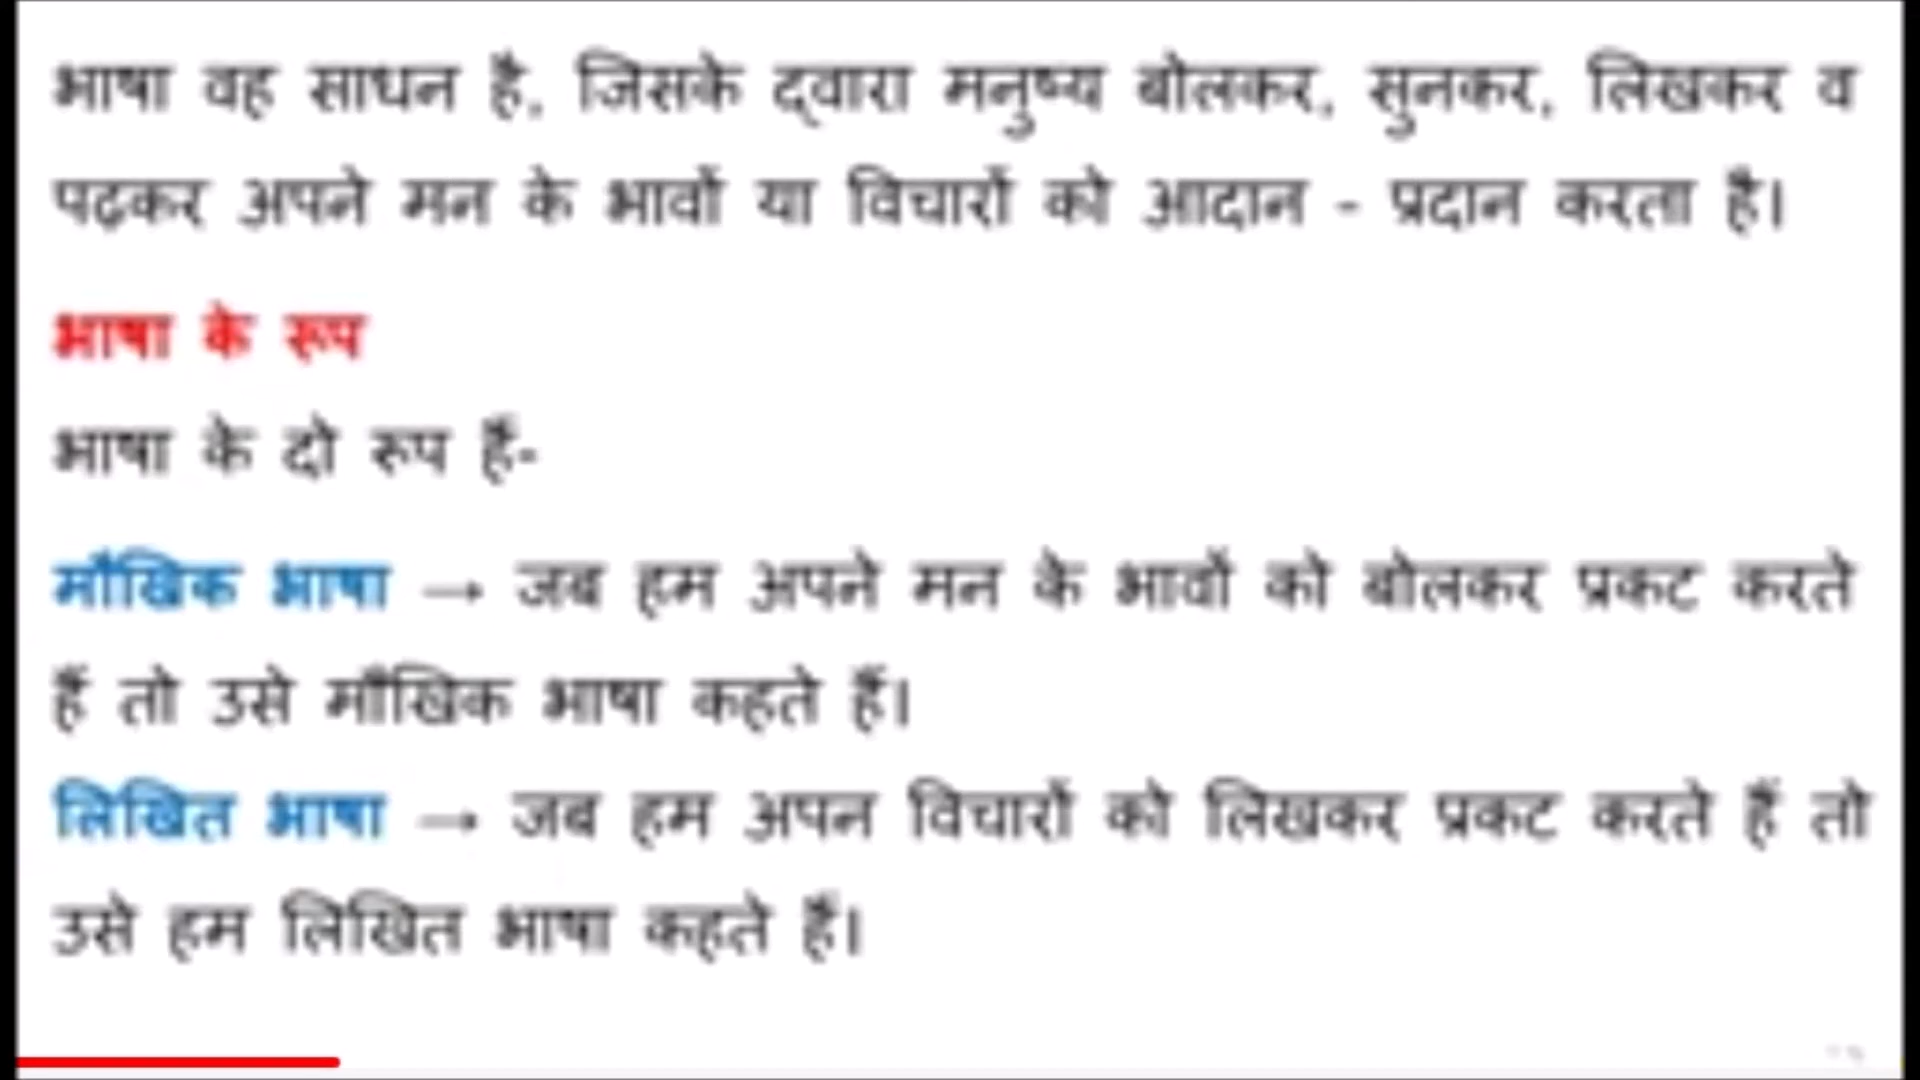 भाषा वह साधन है, जिसके द्‌वारा मनुष्य बोलकर, सुनकर, लिखकर व
पढ़कर अपने मन के भावों या विचारों को आदान - प्रदान करता है।
भाषा के रूप
भाषा के दो रुप हैं-
मौखिक भाषा → जब हम अपने मन के भावों को बोलकर प्रकट करते
हैं तो उसे मौखिक भाषा कहते हैं।
लिखित भाषा → जब हम अपन विचारों को लिखकर प्रकट करते हैं तो
उसे हम लिखित भाषा कहते हैं।